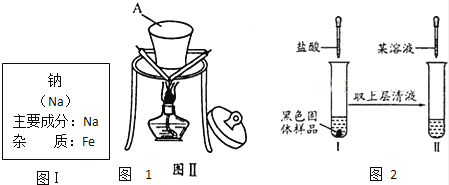 钠
（Na）
主要成分：Na
杂　　质：Fe
图Ⅰ
A
图Ⅱ
图 1
盐酸
某溶液
取上层清液
黑色固
体样品
Ⅰ
Ⅱ
图 2